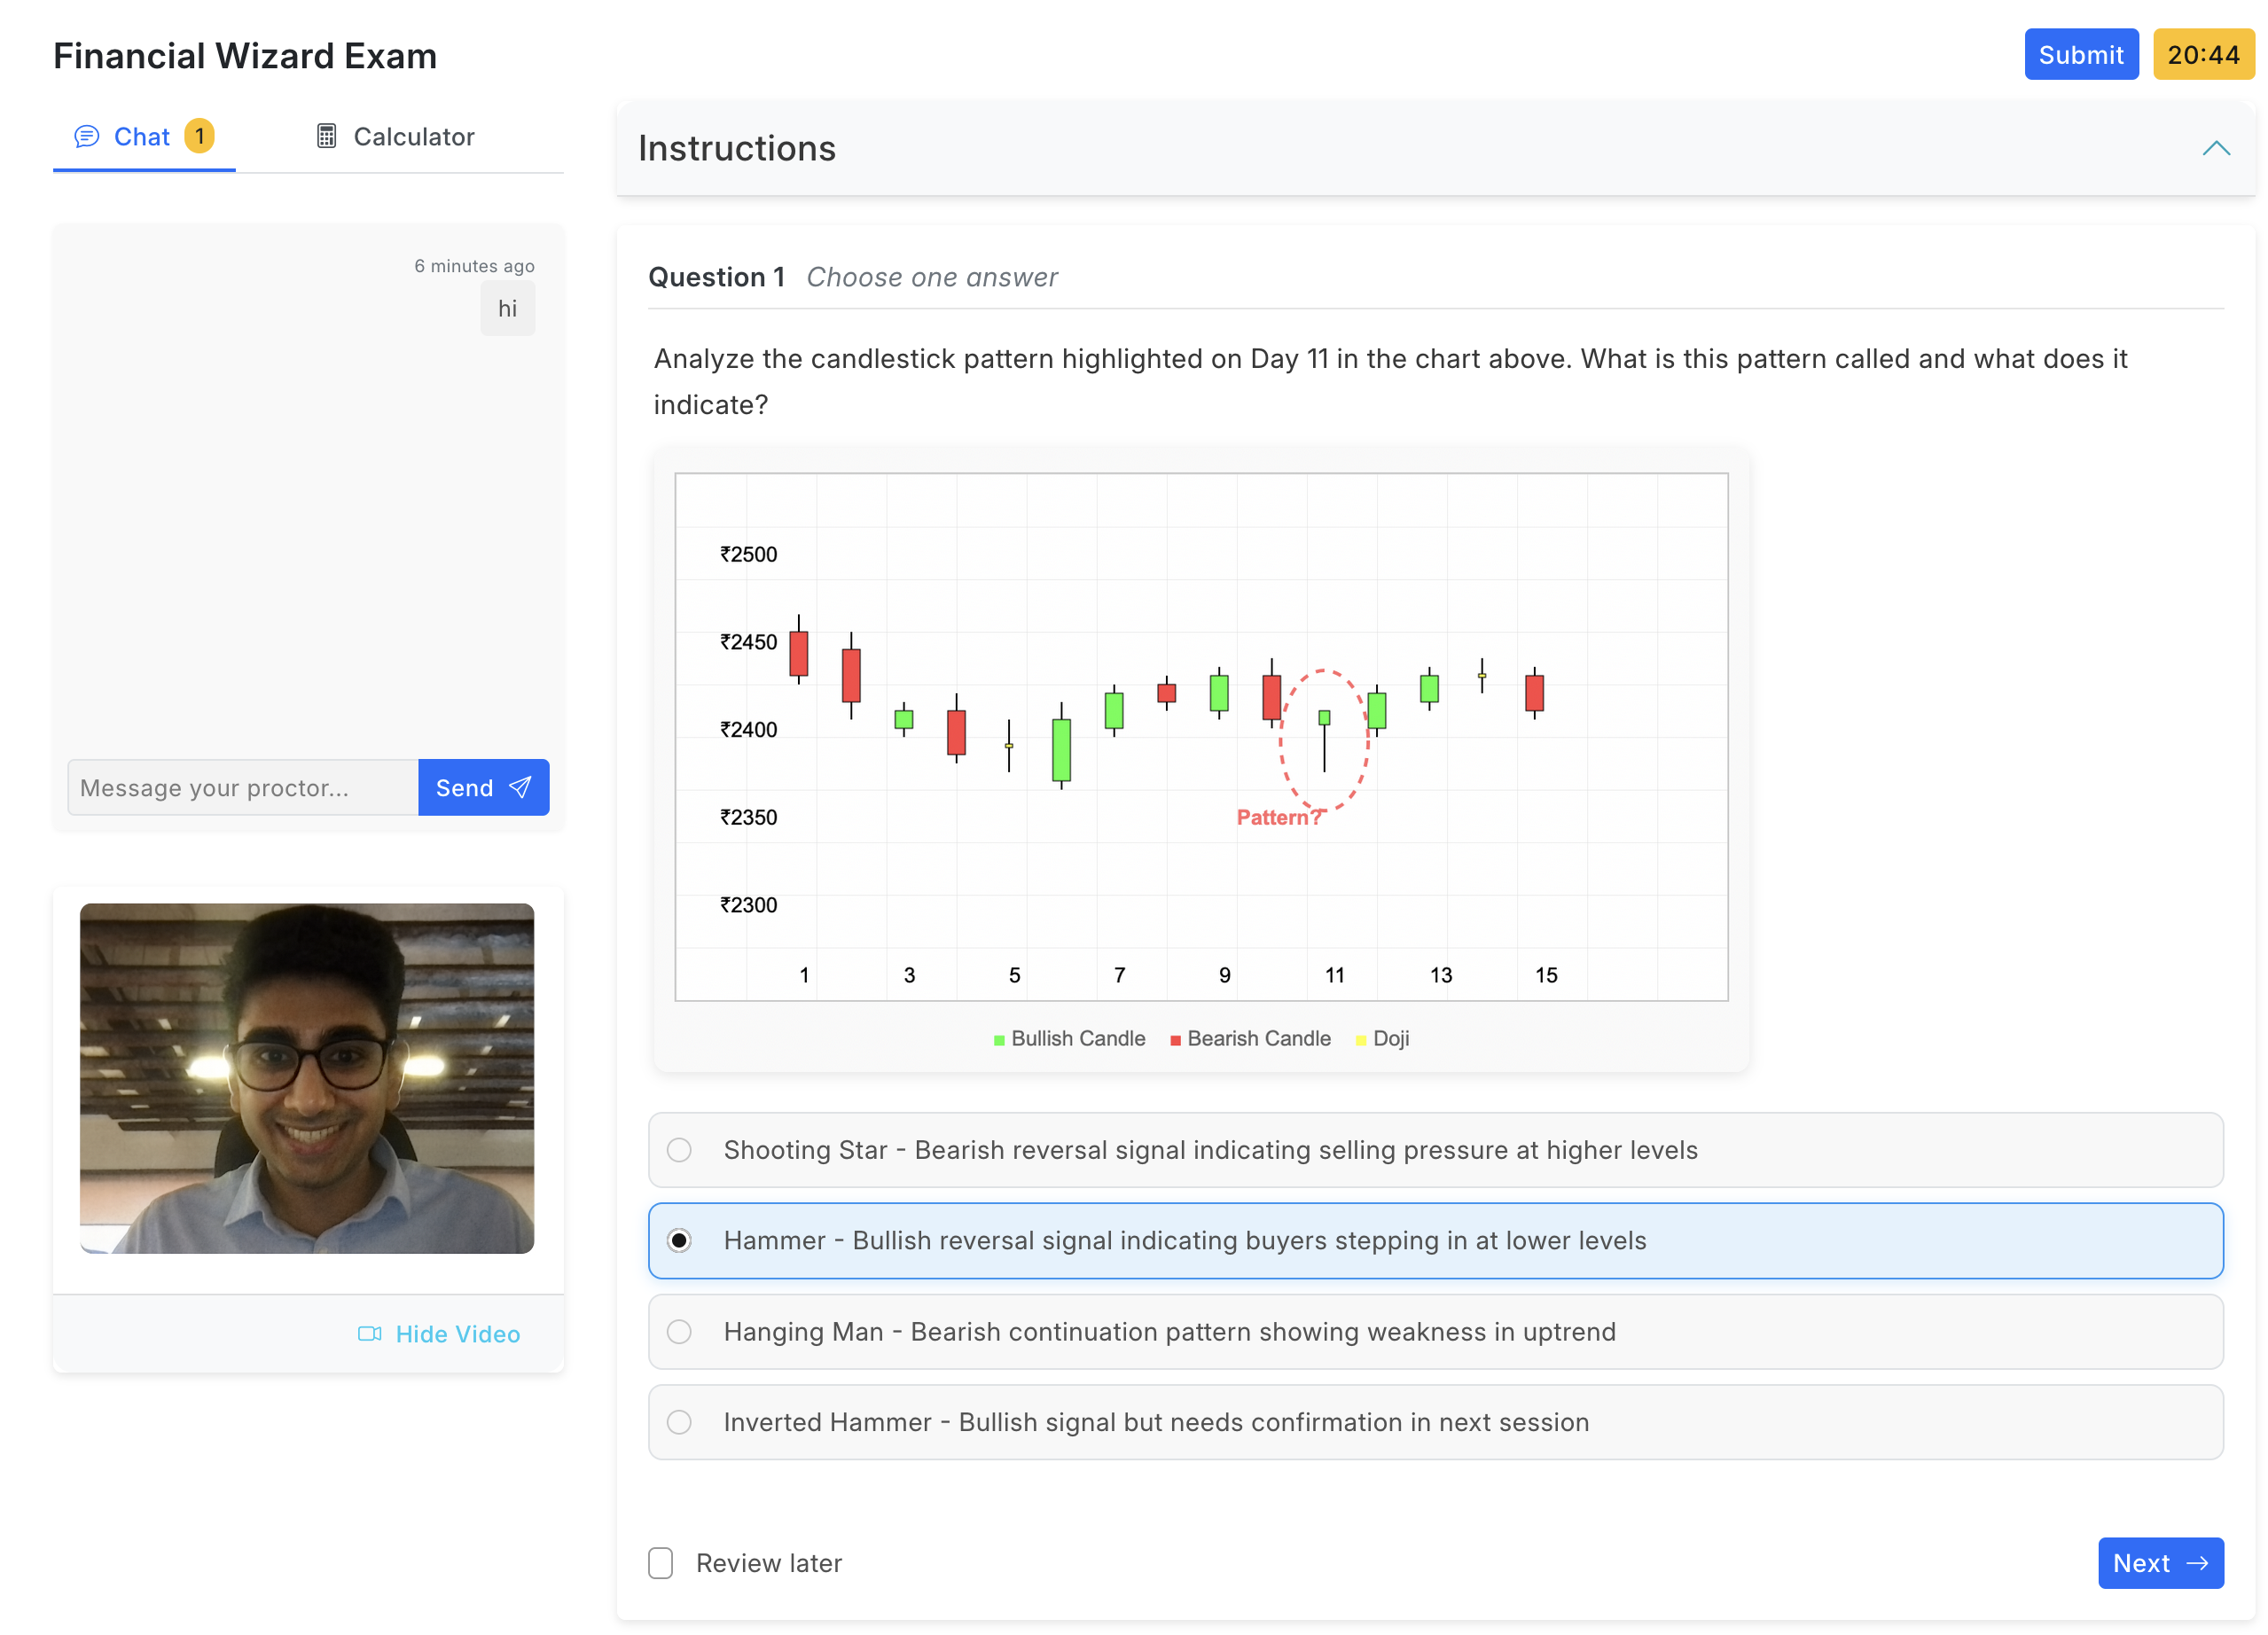 Financial Wizard Exam
Submit
20:44
Chat 1
Calculator
6 minutes ago
hi
Message your proctor...
Send
Hide Video
Instructions
Question 1 Choose one answer
Analyze the candlestick pattern highlighted on Day 11 in the chart above. What is this pattern called and what does it
indicate?
₹2500
₹2450
₹2400
₹2350
₹2300
Pattern?
1 3 5 7 9 11 13 15
Bullish Candle Bearish Candle Doji
Shooting Star - Bearish reversal signal indicating selling pressure at higher levels
Hammer - Bullish reversal signal indicating buyers stepping in at lower levels
Hanging Man - Bearish continuation pattern showing weakness in uptrend
Inverted Hammer - Bullish signal but needs confirmation in next session
Review later
Next